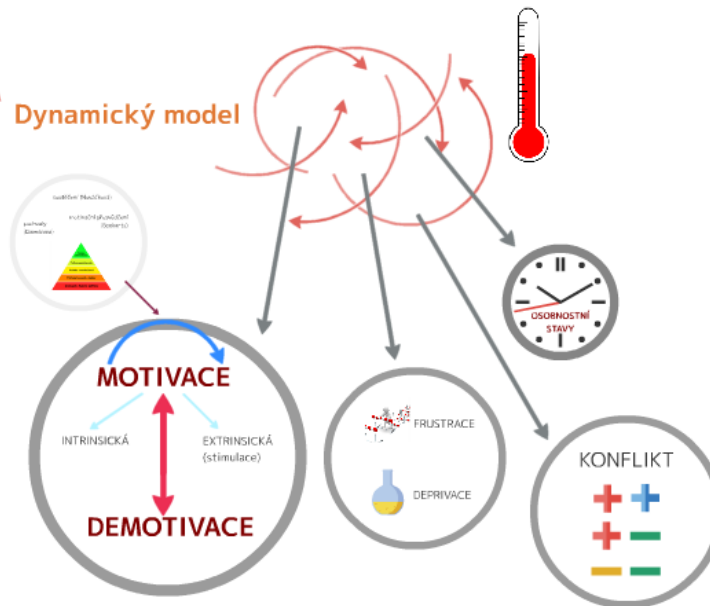 Dynamický model
OSOBNOSTNÍ
STAVY
MOTIVACE
INTRINSICKÁ
EXTRINSICKÁ
(stimulace)
DEMOTIVACE
FRUSTRACE
DEPRIVACE
KONFLIKT